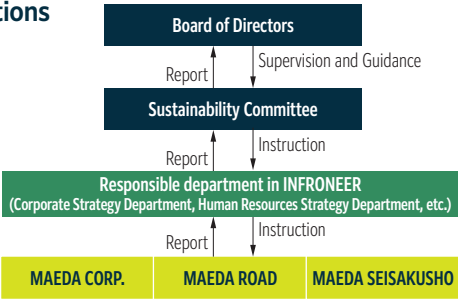 tions
Board of Directors
Report
Supervision and Guidance
Sustainability Committee
Report
Instruction
Responsible department in INFRONEER
(Corporate Strategy Department, Human Resources Strategy Department, etc.)
Report
Instruction
MAEDA CORP.
MAEDA ROAD
MAEDA SEISAKUSHO